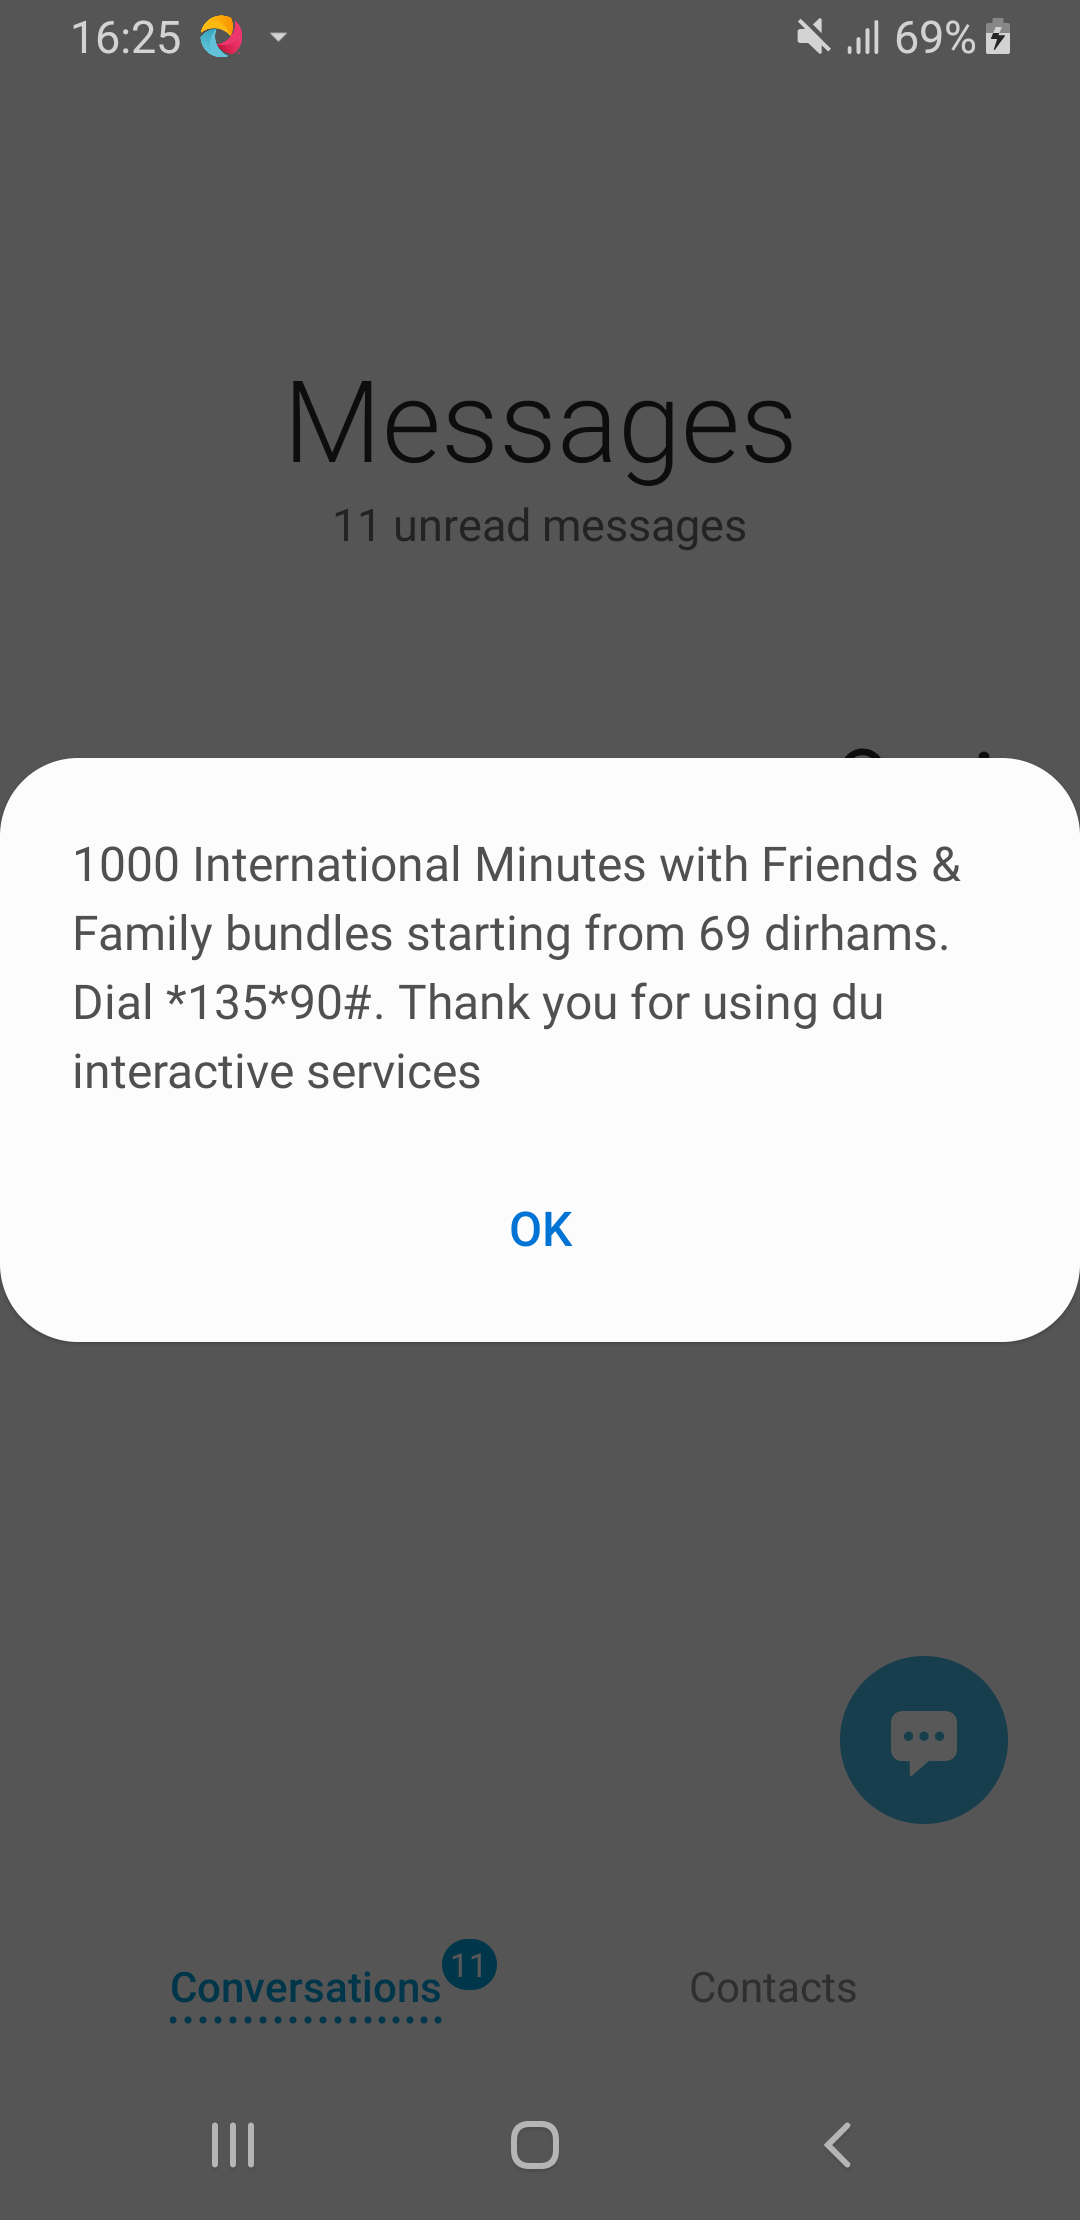 16:25
69%
Messages
11 unread messages
1000 International Minutes with Friends &
Family bundles starting from 69 dirhams.
Dial *135*90#. Thank you for using du
interactive services
OK
Conversations
11
Contacts